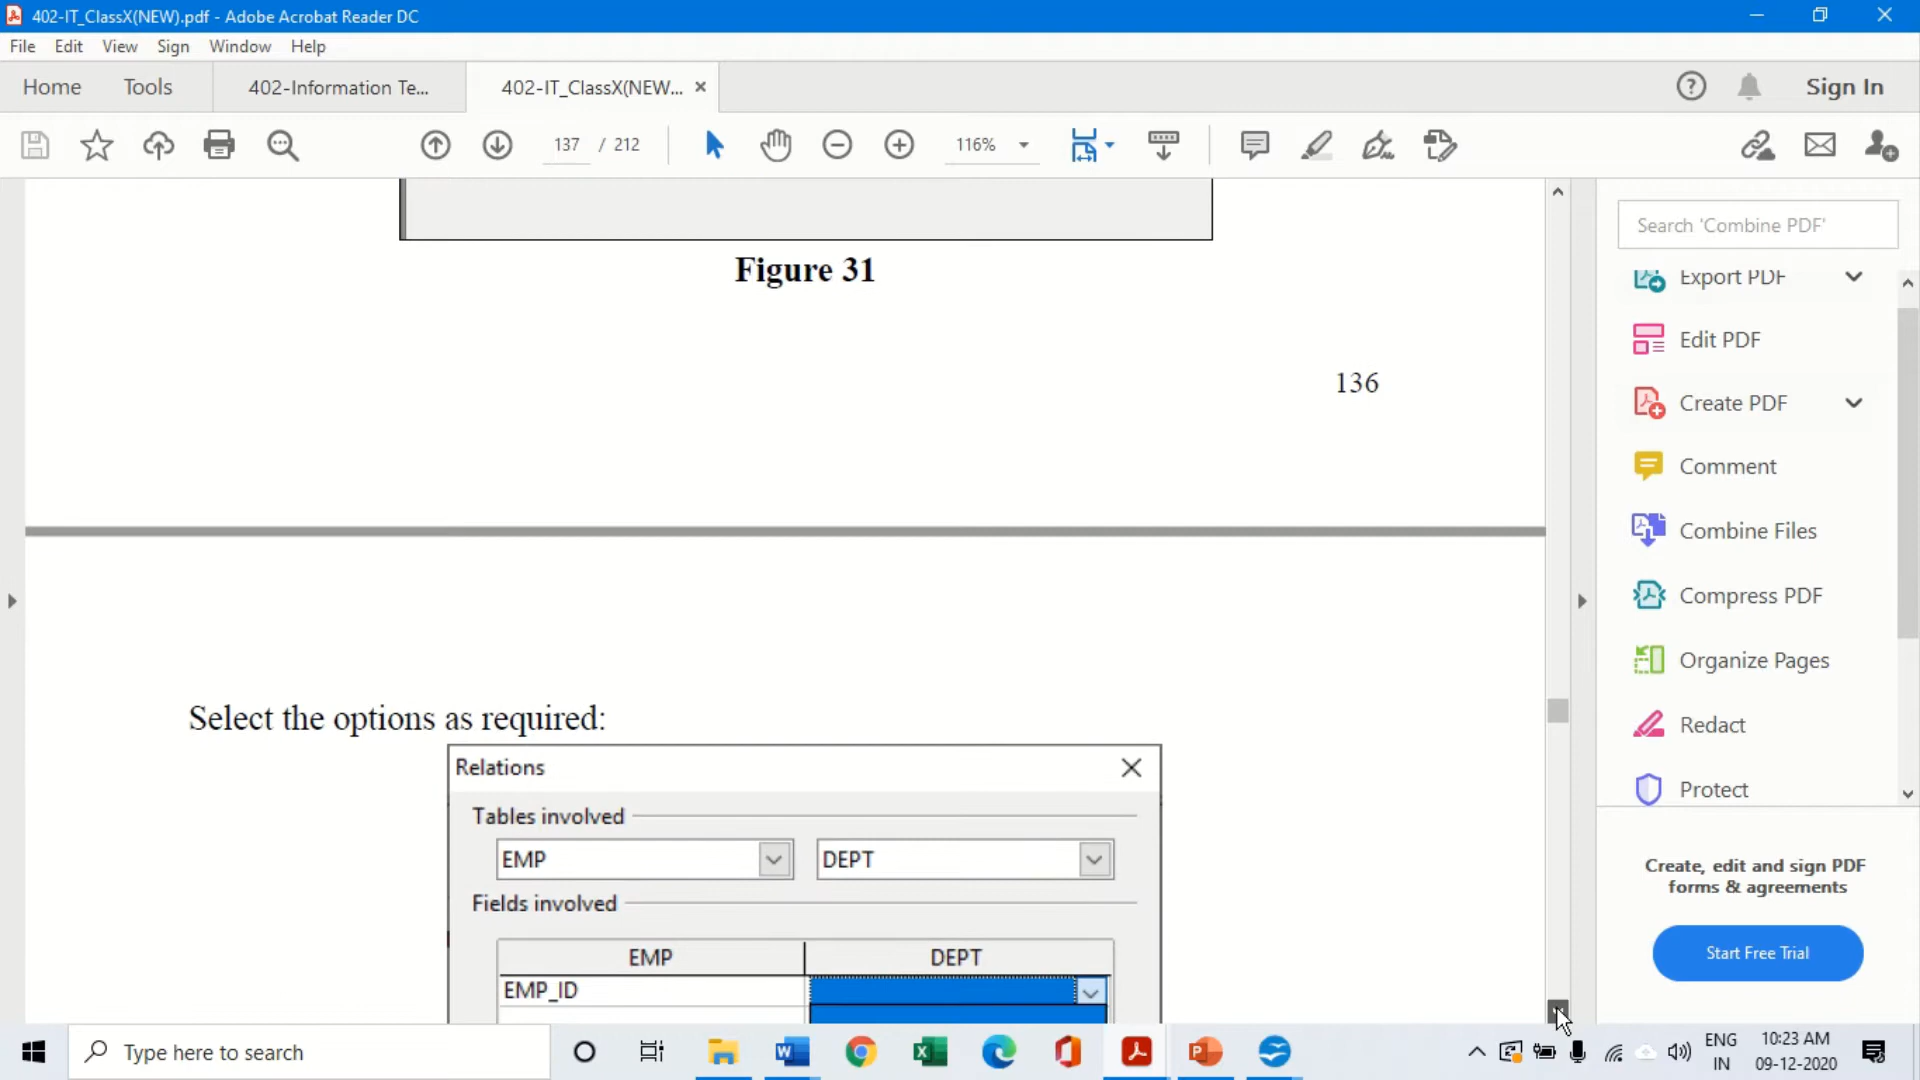 402-IT_ClassX(NEW).pdf - Adobe Acrobat Reader DC
File Edit View Sign Window Help
Home Tools 402-Information Te... 402-IT_ClassX(NEW... Sign In
137 / 212 116%
Figure 31
136
Select the options as required:
Relations
Tables involved
EMP DEPT
Fields involved
EMP DEPT
EMP_ID
Search 'Combine PDF'
Export PDF
Edit PDF
Create PDF
Comment
Combine Files
Compress PDF
Organize Pages
Redact
Protect
Create, edit and sign PDF
forms & agreements
Start Free Trial
Type here to search
ENG
IN
10:23 AM
09-12-2020